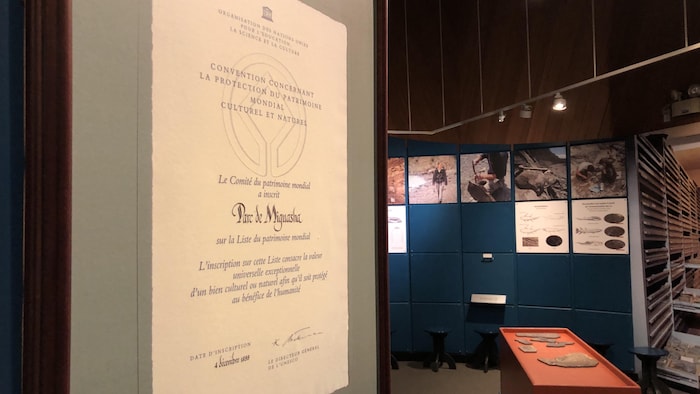 ORGANISATION DES NATIONS UNIES
POUR L'ÉDUCATION,
LA SCIENCE ET LA CULTURE
CONVENTION CONCERNANT
LA PROTECTION DU PATRIMOINE
MONDIAL
CULTUREL ET NATUREL
Le Comité du patrimoine mondial
a inscrit
Parc de Miguasha
sur la Liste du patrimoine mondial
L'inscription sur cette Liste consacre la valeur
universelle exceptionnelle
d'un bien culturel ou naturel afin qu'il soit protégé
au bénéfice de l'humanité
DATE D'INSCRIPTION
4 décembre 1999
LE DIRECTEUR GÉNÉRAL
DE L'UNESCO